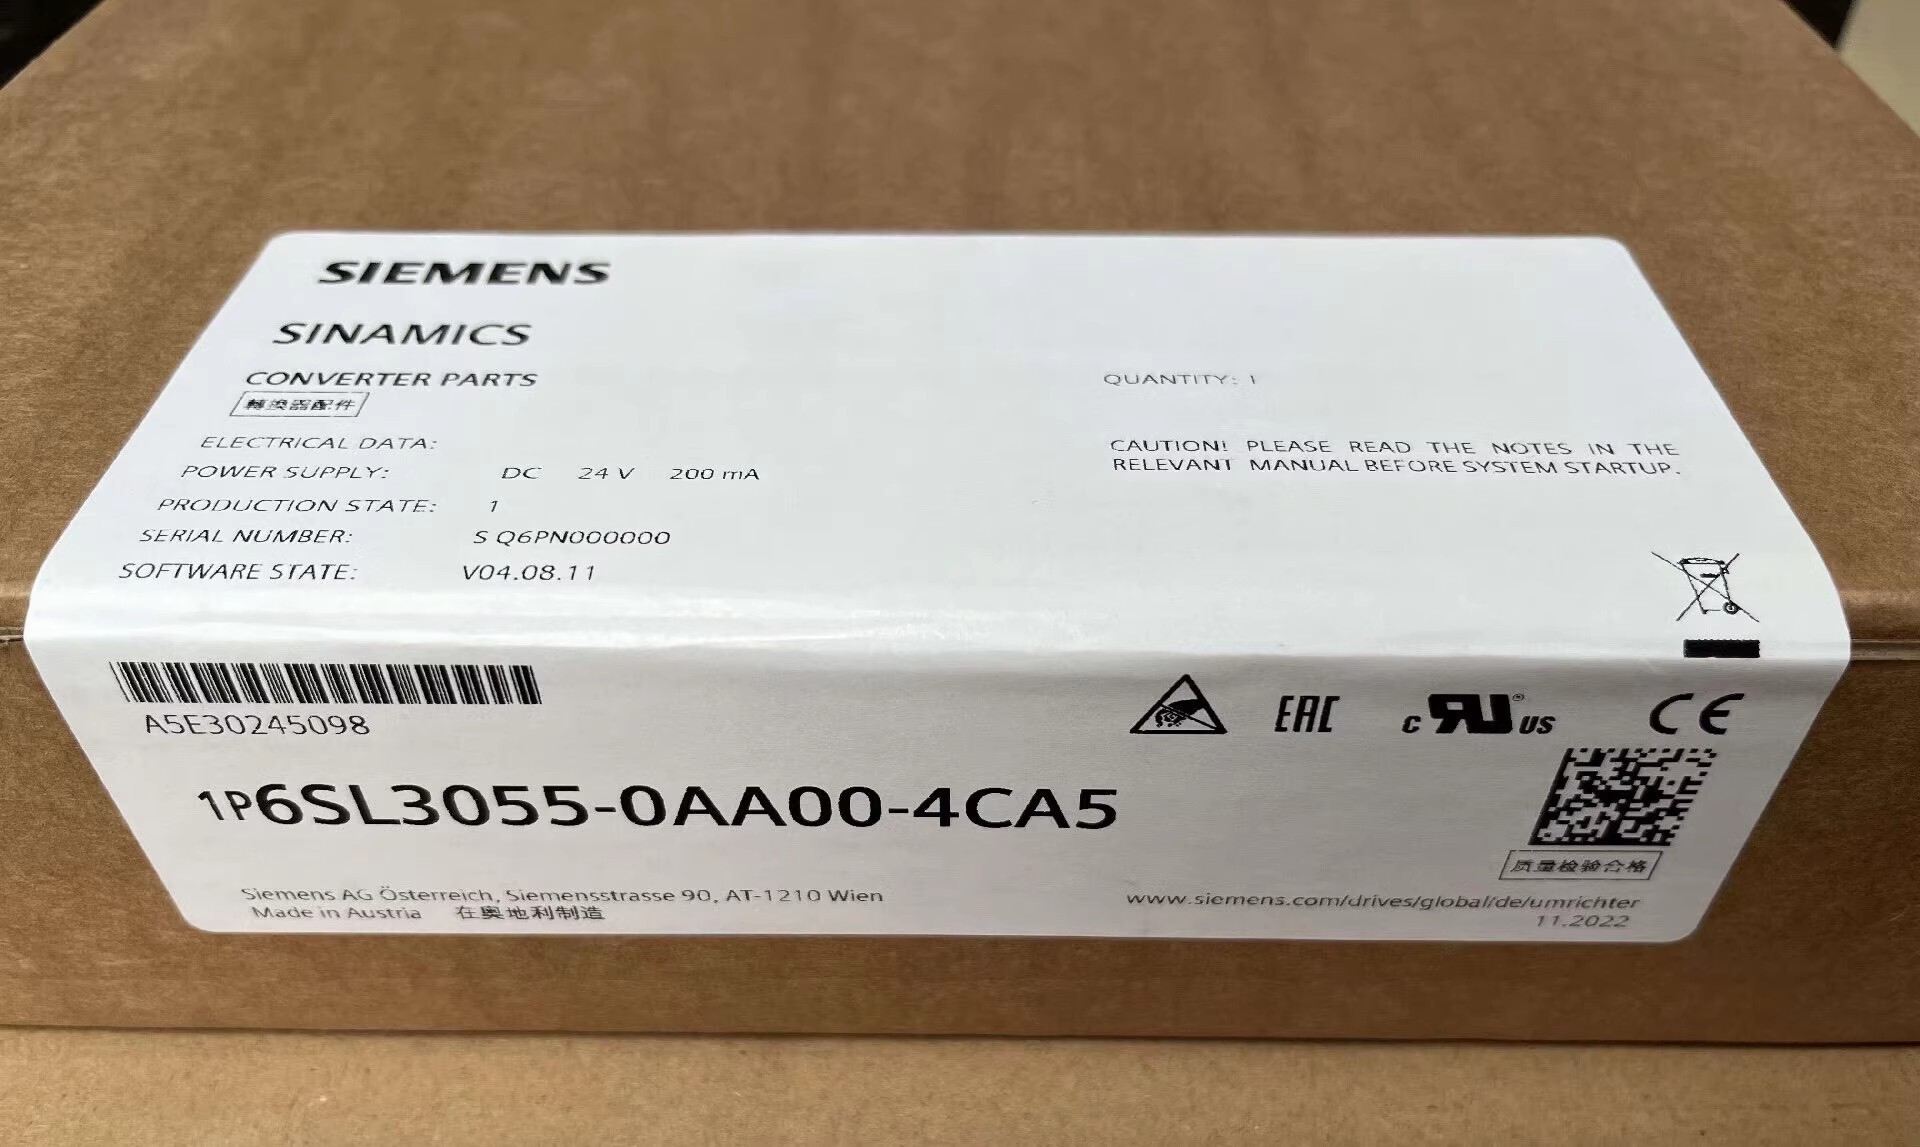 SIEMENS
SINAMICS
CONVERTER PARTS
轉換器配件
QUANTITY: 1
ELECTRICAL DATA:
POWER SUPPLY: DC 24 V 200 mA
PRODUCTION STATE: 1
SERIAL NUMBER: S Q6PN000000
SOFTWARE STATE: V04.08.11
CAUTION! PLEASE READ THE NOTES IN THE
RELEVANT MANUAL BEFORE SYSTEM STARTUP.
A5E30245098
EAC
c RU® US
CE
1P6SL3055-0AA00-4CA5
质量检验合格
Siemens AG Österreich, Siemensstrasse 90, AT-1210 Wien
Made in Austria 在奥地利制造
www.siemens.com/drives/global/de/umrichter
11.2022